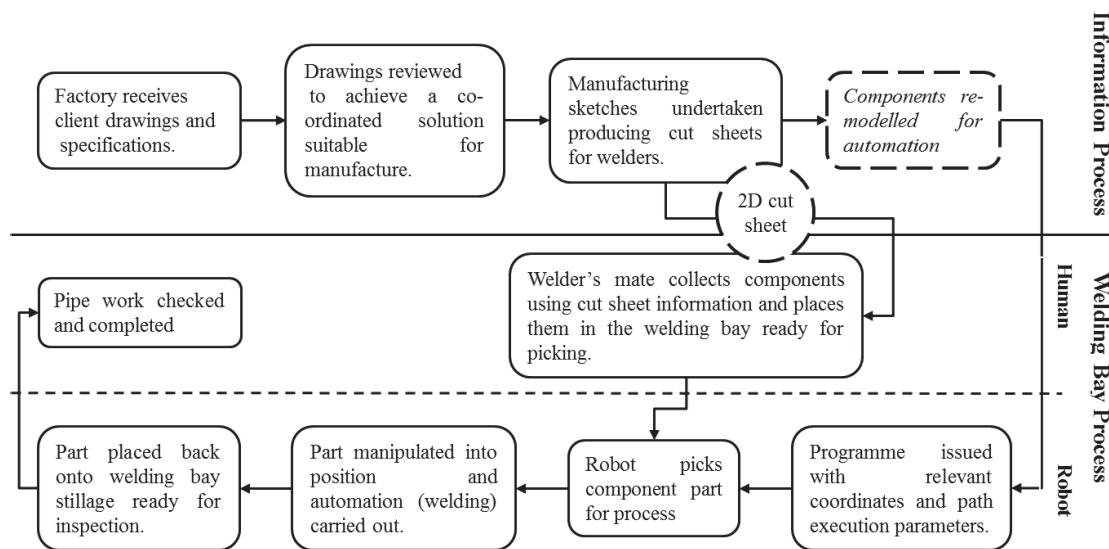 Factory receives
client drawings and
specifications.
Drawings reviewed
to achieve a co-
ordinated solution
suitable for
manufacture.
Manufacturing
sketches undertaken
producing cut sheets
for welders.
Components re-
modelled for
automation
Information Process
2D cut
sheet
Pipe work checked
and completed
Welder’s mate collects components
using cut sheet information and places
them in the welding bay ready for
picking.
Human
Welding Bay Process
Part placed back
onto welding bay
stillage ready for
inspection.
Part manipulated into
position and
automation (welding)
carried out.
Robot picks
component part
for process
Programme issued
with relevant
coordinates and path
execution parameters.
Robot